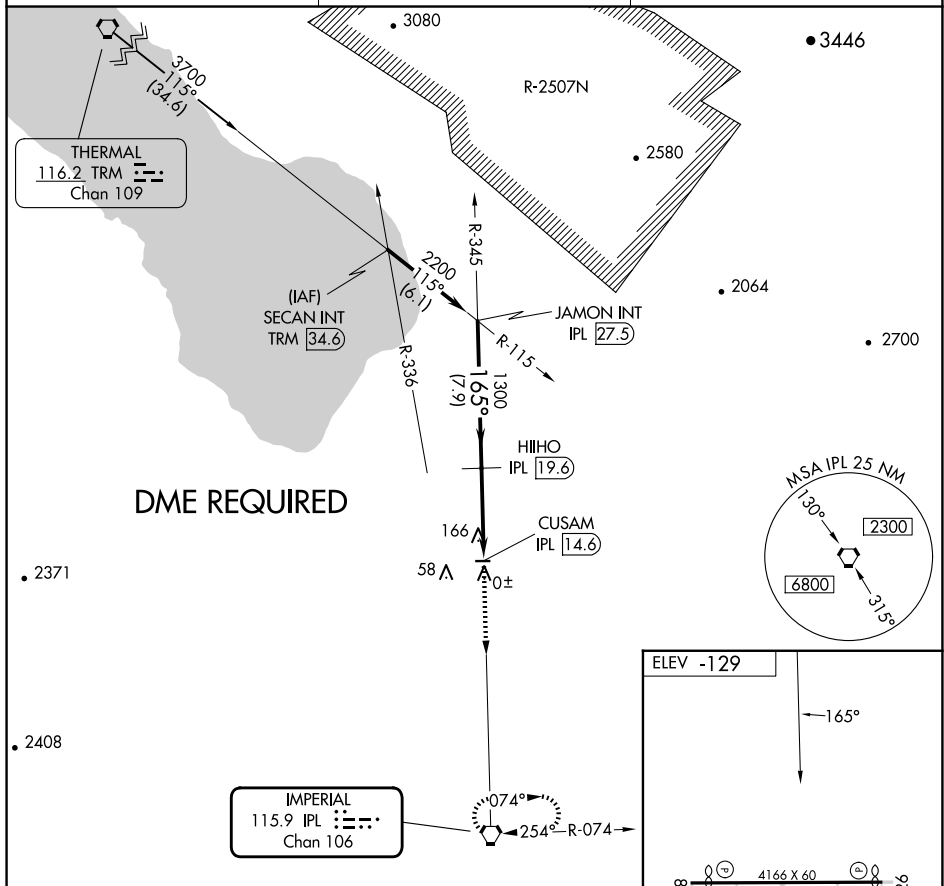 3080
3446
R-2507N
3700
115°
(34.6)
THERMAL
116.2 TRM
Chan 109
2580
R-345
2200
115°
(6.1)
(IAF)
SECAN INT
TRM 34.6
JAMON INT
IPL 27.5
2064
2700
R-336
R-115
1300
165°
(7.9)
HIIHO
IPL 19.6
DME REQUIRED
MSA IPL 25 NM
130°
2300
6800
315°
166
CUSAM
IPL 14.6
58
0±
2371
ELEV -129
165°
2408
IMPERIAL
115.9 IPL
Chan 106
074°
254°
R-074
P
4166 X 60
P
8
26